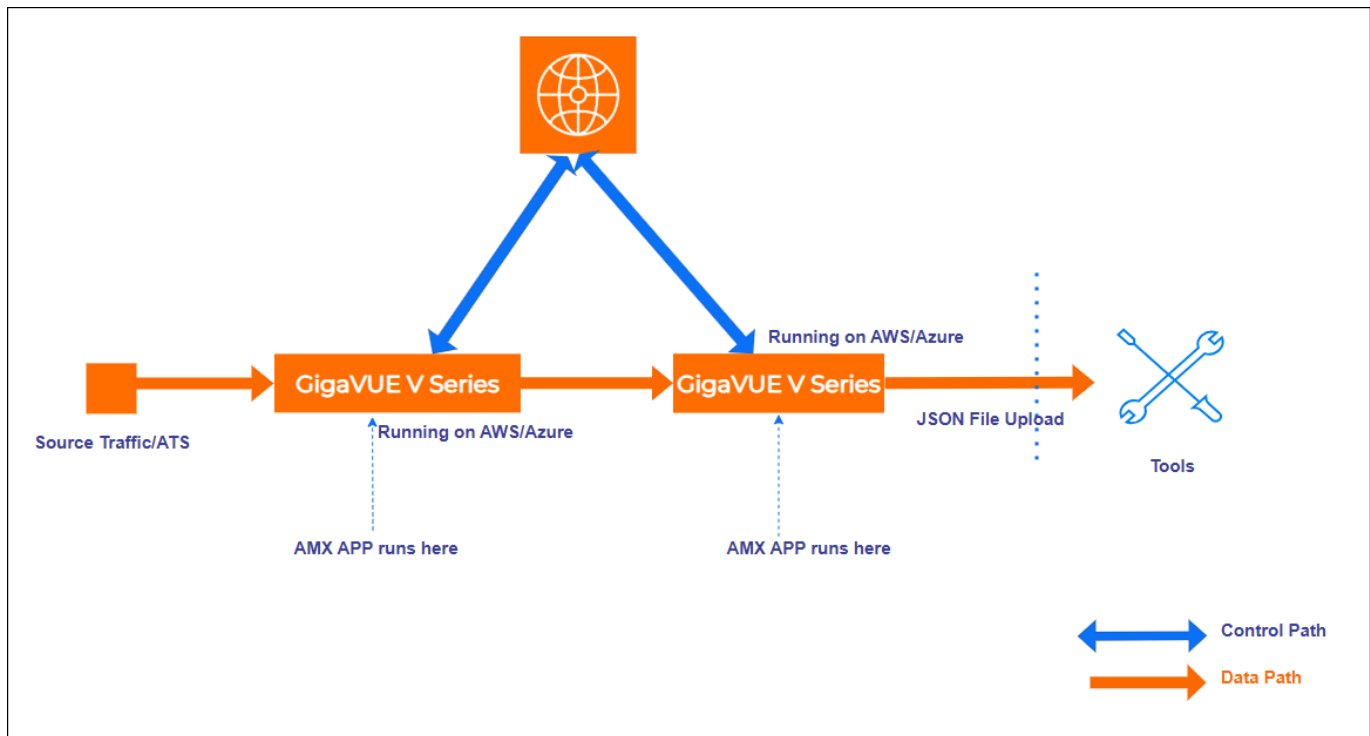 Running on AWS/Azure
GigaVUE V Series
GigaVUE V Series
JSON File Upload
Source Traffic/ATS
Running on AWS/Azure
Tools
AMX APP runs here
AMX APP runs here
Control Path
Data Path